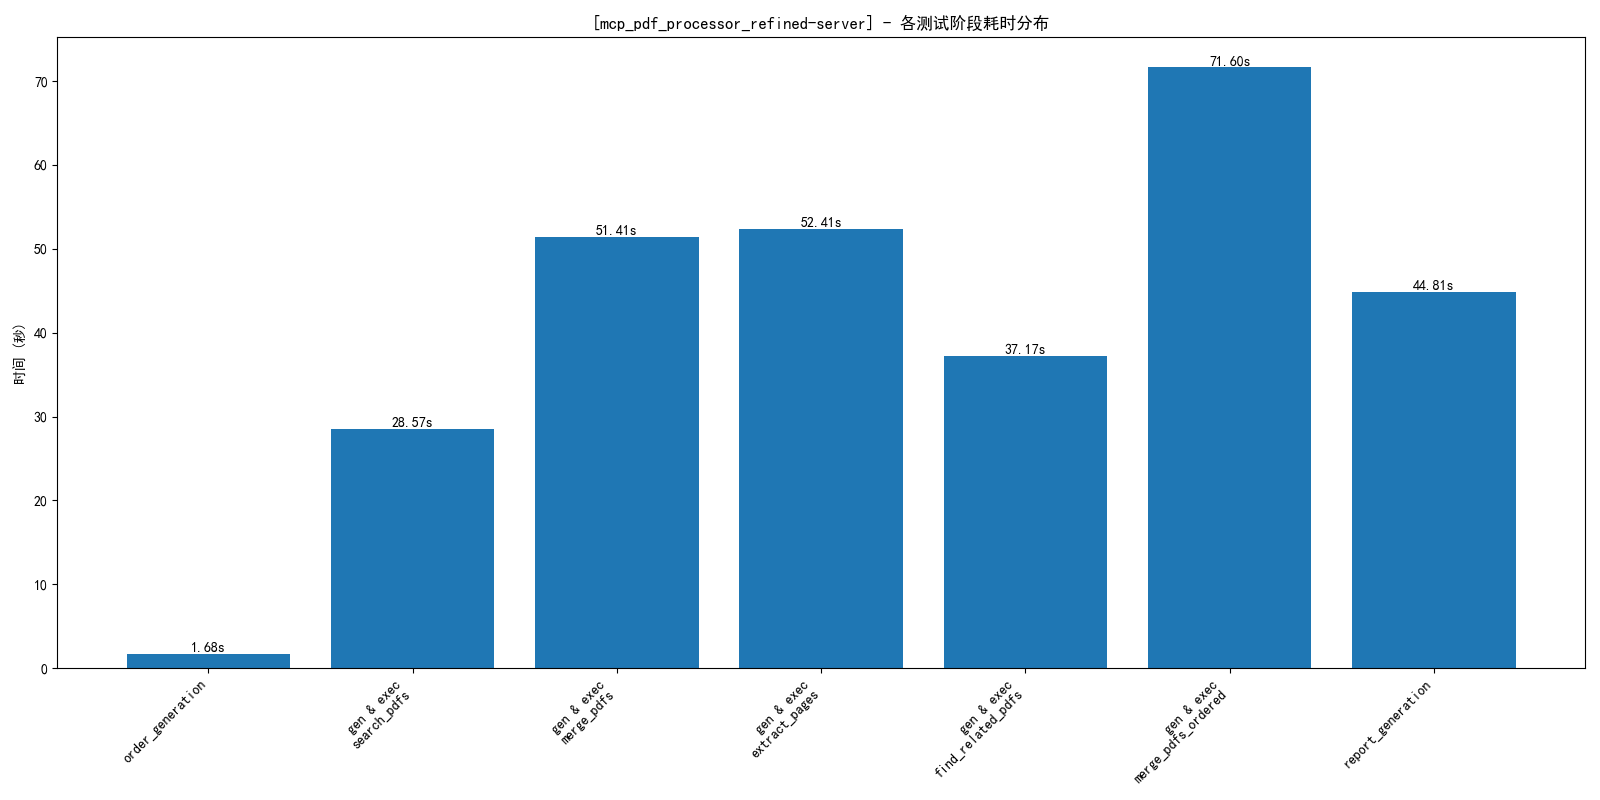 [mcp_pdf_processor_refined-server] - 各测试阶段耗时分布
时间 (秒)
70
60
50
40
30
20
10
0
1.68s
28.57s
51.41s
52.41s
37.17s
71.60s
44.81s
order_generation
gen & exec
search_pdfs
gen & exec
merge_pdfs
gen & exec
extract_pages
gen & exec
find_related_pdfs
gen & exec
merge_pdfs_ordered
report_generation